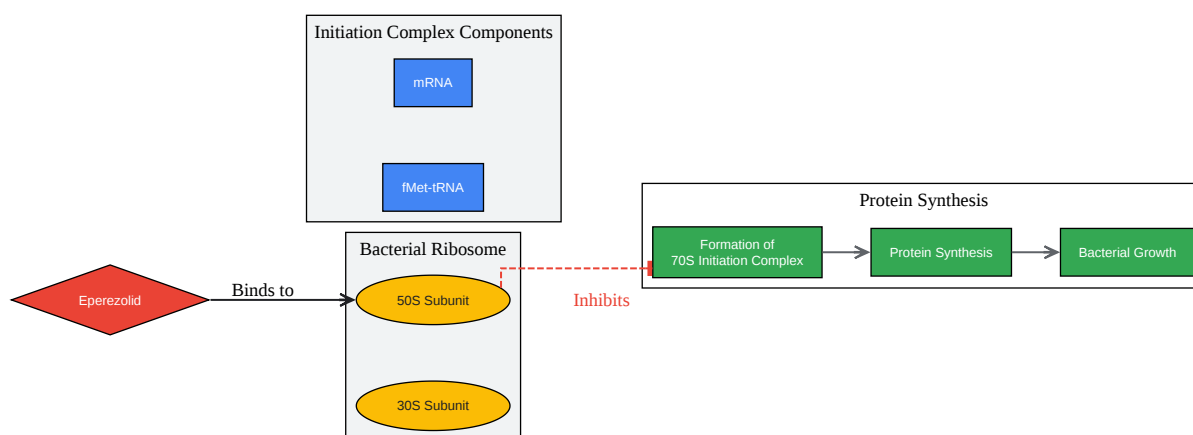 Initiation Complex Components
mRNA
fMet-tRNA
Protein Synthesis
Formation of
70S Initiation Complex
Protein Synthesis
Bacterial Growth
Bacterial Ribosome
Eperezolid
Binds to
50S Subunit
Inhibits
30S Subunit